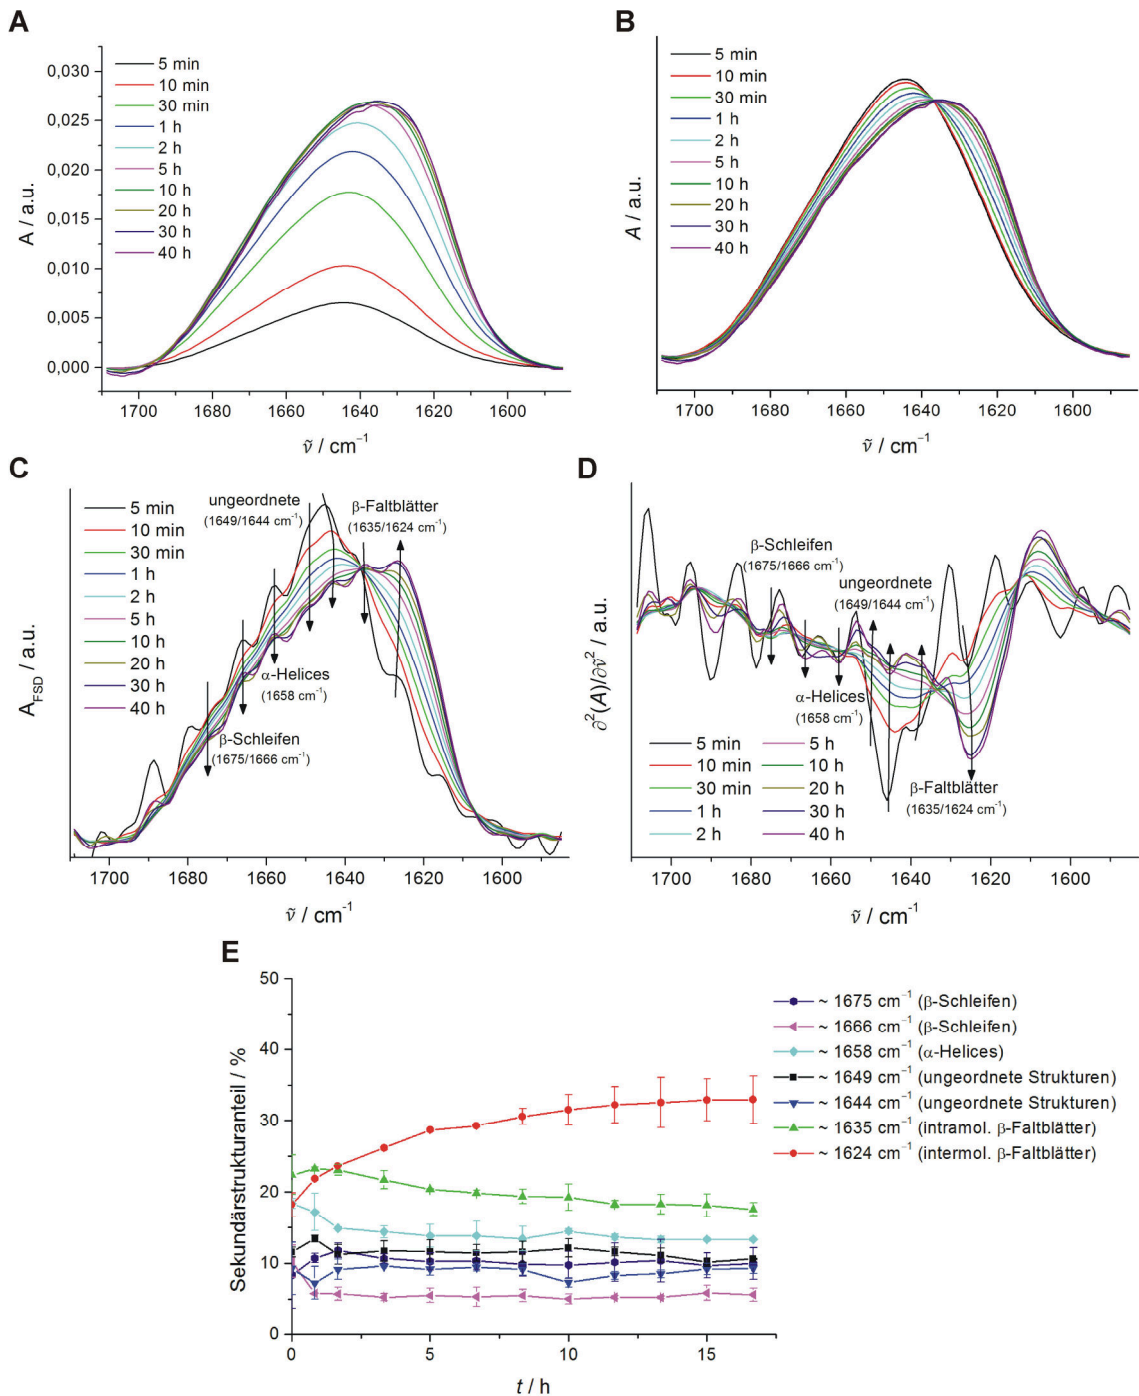 A
0,030
0,025
0,020
0,015
0,010
0,005
0,000
A / a.u.
5 min
10 min
30 min
1 h
2 h
5 h
10 h
20 h
30 h
40 h
1700 1680 1660 1640 1620 1600
ν̃ / cm⁻¹
B
A / a.u.
5 min
10 min
30 min
1 h
2 h
5 h
10 h
20 h
30 h
40 h
1700 1680 1660 1640 1620 1600
ν̃ / cm⁻¹
C
A_FSD / a.u.
5 min
10 min
30 min
1 h
2 h
5 h
10 h
20 h
30 h
40 h
ungeordnete
(1649/1644 cm⁻¹)
β-Faltblätter
(1635/1624 cm⁻¹)
α-Helices
(1658 cm⁻¹)
β-Schleifen
(1675/1666 cm⁻¹)
1700 1680 1660 1640 1620 1600
ν̃ / cm⁻¹
D
∂²(A)/∂ν̃² / a.u.
β-Schleifen
(1675/1666 cm⁻¹)
ungeordnete
(1649/1644 cm⁻¹)
α-Helices
(1658 cm⁻¹)
β-Faltblätter
(1635/1624 cm⁻¹)
5 min
10 min
30 min
1 h
2 h
5 h
10 h
20 h
30 h
40 h
1700 1680 1660 1640 1620 1600
ν̃ / cm⁻¹
E
50
40
30
20
10
0
Sekundärstrukturanteil / %
0 5 10 15
t / h
~ 1675 cm⁻¹ (β-Schleifen)
~ 1666 cm⁻¹ (β-Schleifen)
~ 1658 cm⁻¹ (α-Helices)
~ 1649 cm⁻¹ (ungeordnete Strukturen)
~ 1644 cm⁻¹ (ungeordnete Strukturen)
~ 1635 cm⁻¹ (intramol. β-Faltblätter)
~ 1624 cm⁻¹ (intermol. β-Faltblätter)